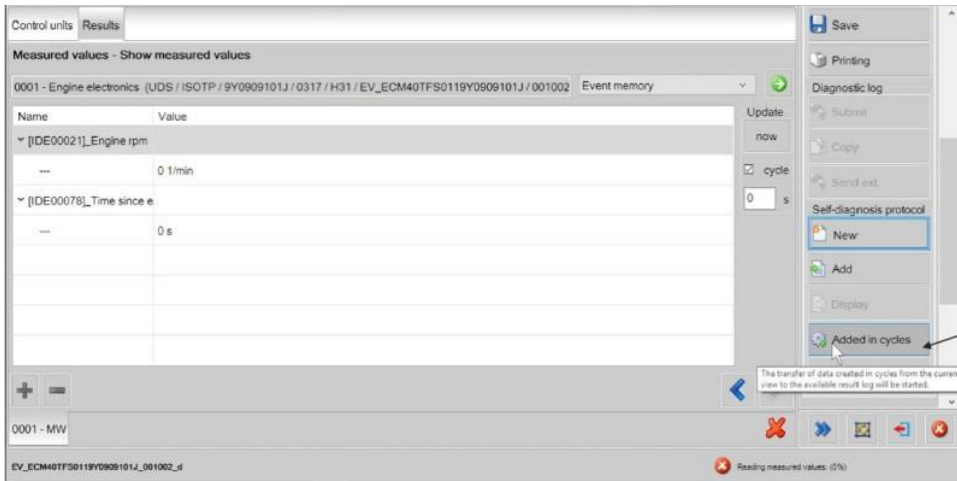 Control units Results
Measured values - Show measured values
0001 - Engine electronics (UDS / ISOTP / 9Y0909101J / 0317 / H31 / EV_ECM40TFS0119Y0909101J / 001002
Event memory
Name Value
[IDE00021]_Engine rpm
--- 0 1/min
[IDE00078]_Time since e
--- 0 s
Update
now
cycle
0 s
0001 - MW
EV_ECM40TFS0119Y0909101J_001002_d
Reading measured values: (0%)
Save
Printing
Diagnostic log
Submit
Copy
Send ext.
Self-diagnosis protocol
New
Add
Display
Added in cycles
The transfer of data created in cycles from the curren
view to the available result log will be started.